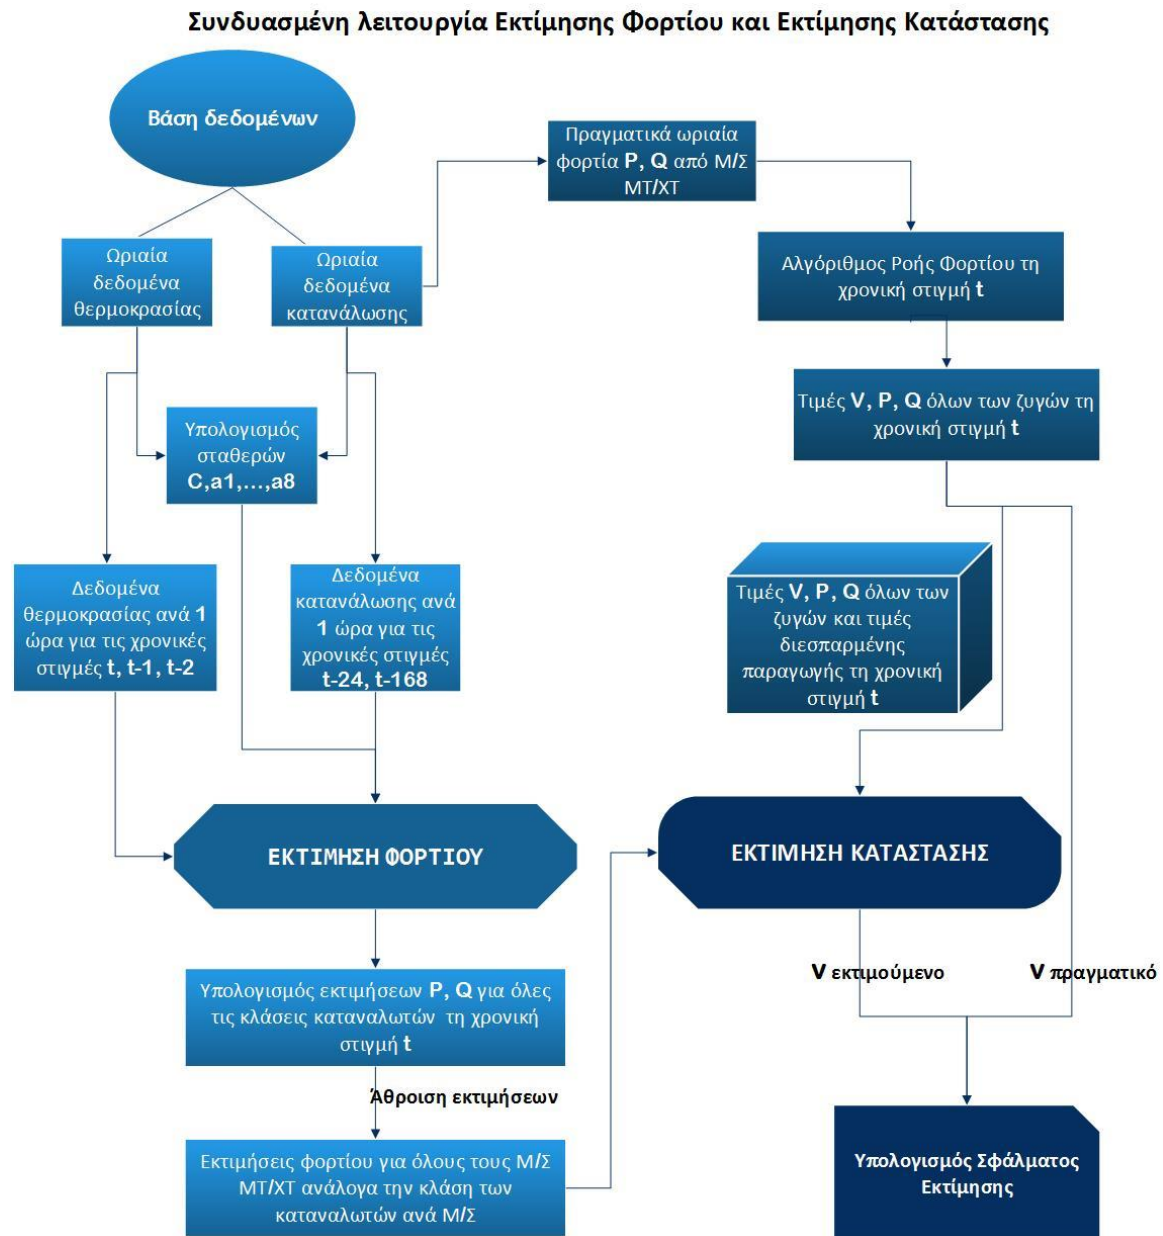 Συνδυασμένη λειτουργία Εκτίμησης Φορτίου και Εκτίμησης Κατάστασης
Βάση δεδομένων
Πραγματικά ωριαία
φορτία P, Q από Μ/Σ
ΜΤ/ΧΤ
Ωριαία
δεδομένα
θερμοκρασίας
Ωριαία
δεδομένα
κατανάλωσης
Αλγόριθμος Ροής Φορτίου τη
χρονική στιγμή t
Τιμές V, P, Q όλων των ζυγών τη
χρονική στιγμή t
Υπολογισμός
σταθερών
C,a1,...,a8
Δεδομένα
θερμοκρασίας ανά 1
ώρα για τις χρονικές
στιγμές t, t-1, t-2
Δεδομένα
κατανάλωσης ανά
1 ώρα για τις
χρονικές στιγμές
t-24, t-168
Τιμές V, P, Q όλων των
ζυγών και τιμές
διεσπαρμένης
παραγωγής τη χρονική
στιγμή t
ΕΚΤΙΜΗΣΗ ΦΟΡΤΙΟΥ
ΕΚΤΙΜΗΣΗ ΚΑΤΑΣΤΑΣΗΣ
V εκτιμούμενο
V πραγματικό
Υπολογισμός εκτιμήσεων P, Q για όλες
τις κλάσεις καταναλωτών τη χρονική
στιγμή t
Άθροιση εκτιμήσεων
Εκτιμήσεις φορτίου για όλους τους Μ/Σ
ΜΤ/ΧΤ ανάλογα την κλάση των
καταναλωτών ανά Μ/Σ
Υπολογισμός Σφάλματος
Εκτίμησης